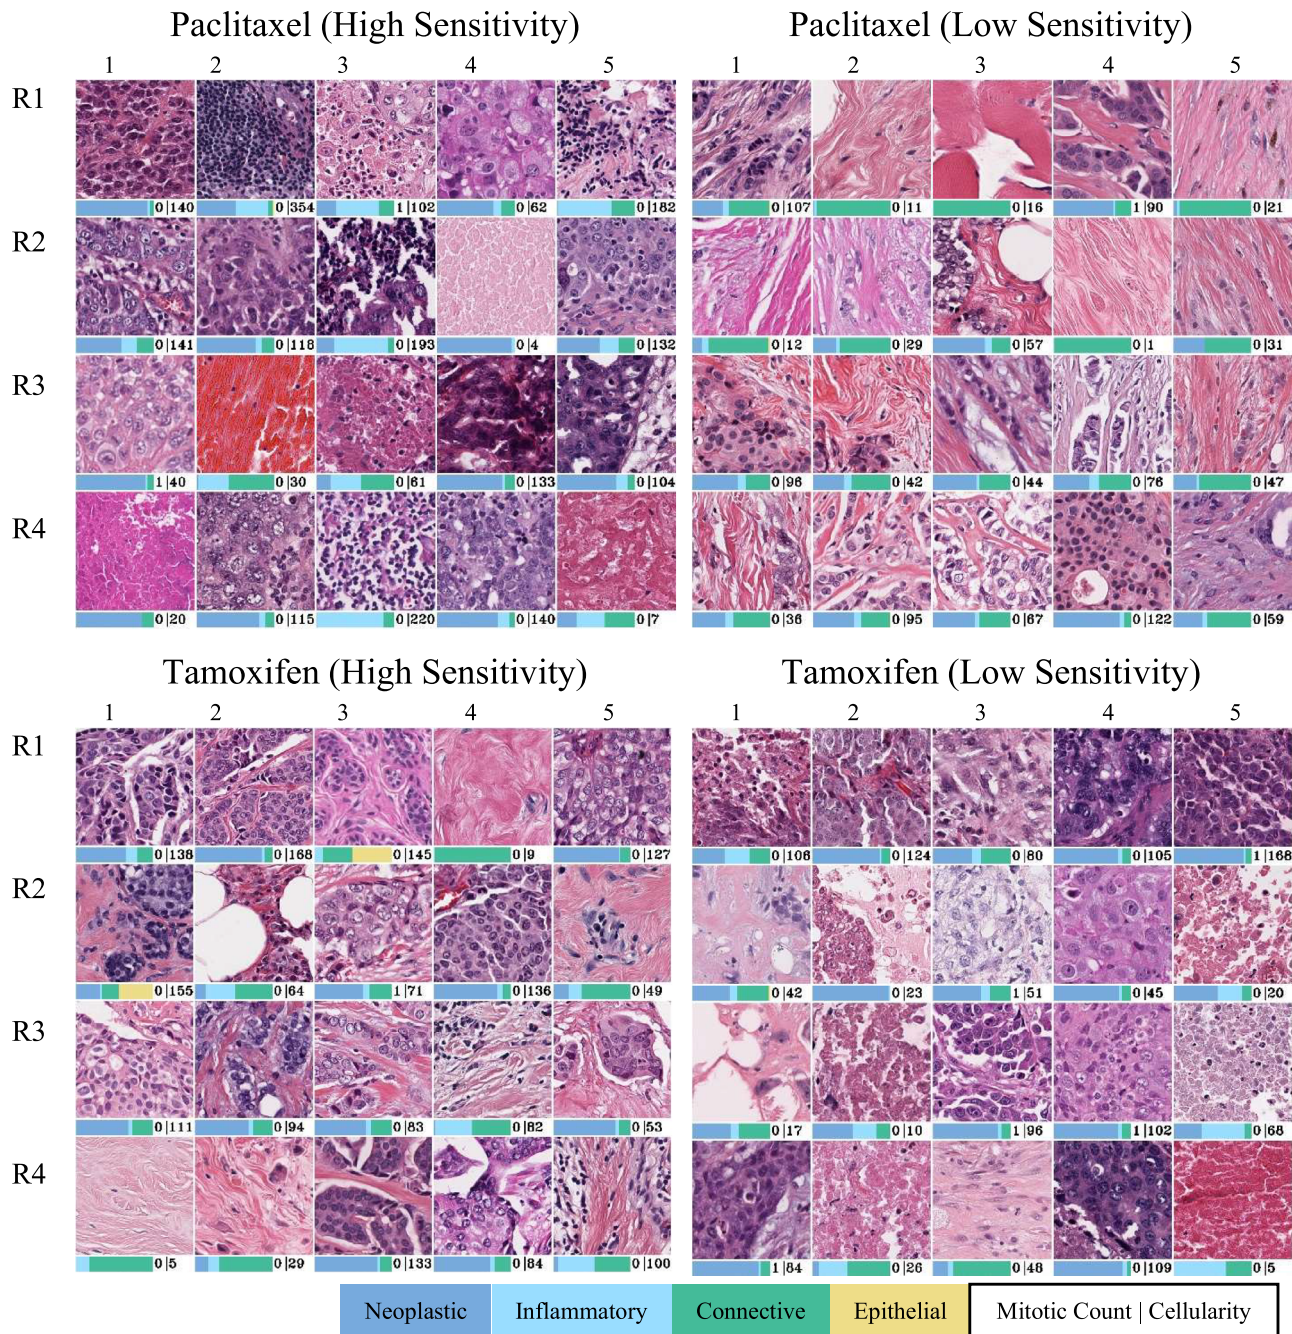 Paclitaxel (High Sensitivity)
Paclitaxel (Low Sensitivity)
1 2 3 4 5
1 2 3 4 5
R1
0|140 0|354 1|102 0|62 0|182
0|107 0|11 0|16 1|90 0|21
R2
0|141 0|118 0|193 0|4 0|132
0|12 0|29 0|57 0|1 0|31
R3
1|40 0|30 0|61 0|133 0|104
0|96 0|42 0|44 0|76 0|47
R4
0|20 0|115 0|220 0|140 0|7
0|36 0|95 0|67 0|122 0|59
Tamoxifen (High Sensitivity)
Tamoxifen (Low Sensitivity)
1 2 3 4 5
1 2 3 4 5
R1
0|138 0|168 0|145 0|9 0|127
0|106 0|124 0|80 0|105 1|168
R2
0|155 0|64 1|71 0|136 0|49
0|42 0|23 1|51 0|45 0|20
R3
0|111 0|94 0|83 0|82 0|53
0|17 0|10 1|96 1|102 0|68
R4
0|5 0|29 0|133 0|84 0|100
1|84 0|26 0|48 0|109 0|5
Neoplastic Inflammatory Connective Epithelial Mitotic Count | Cellularity